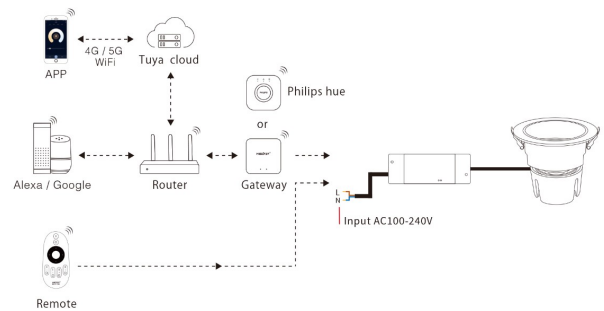 4G / 5G
WiFi
APP
Tuya cloud
Philips hue
or
Alexa / Google
Router
Gateway
L
N
Input AC100-240V
Remote